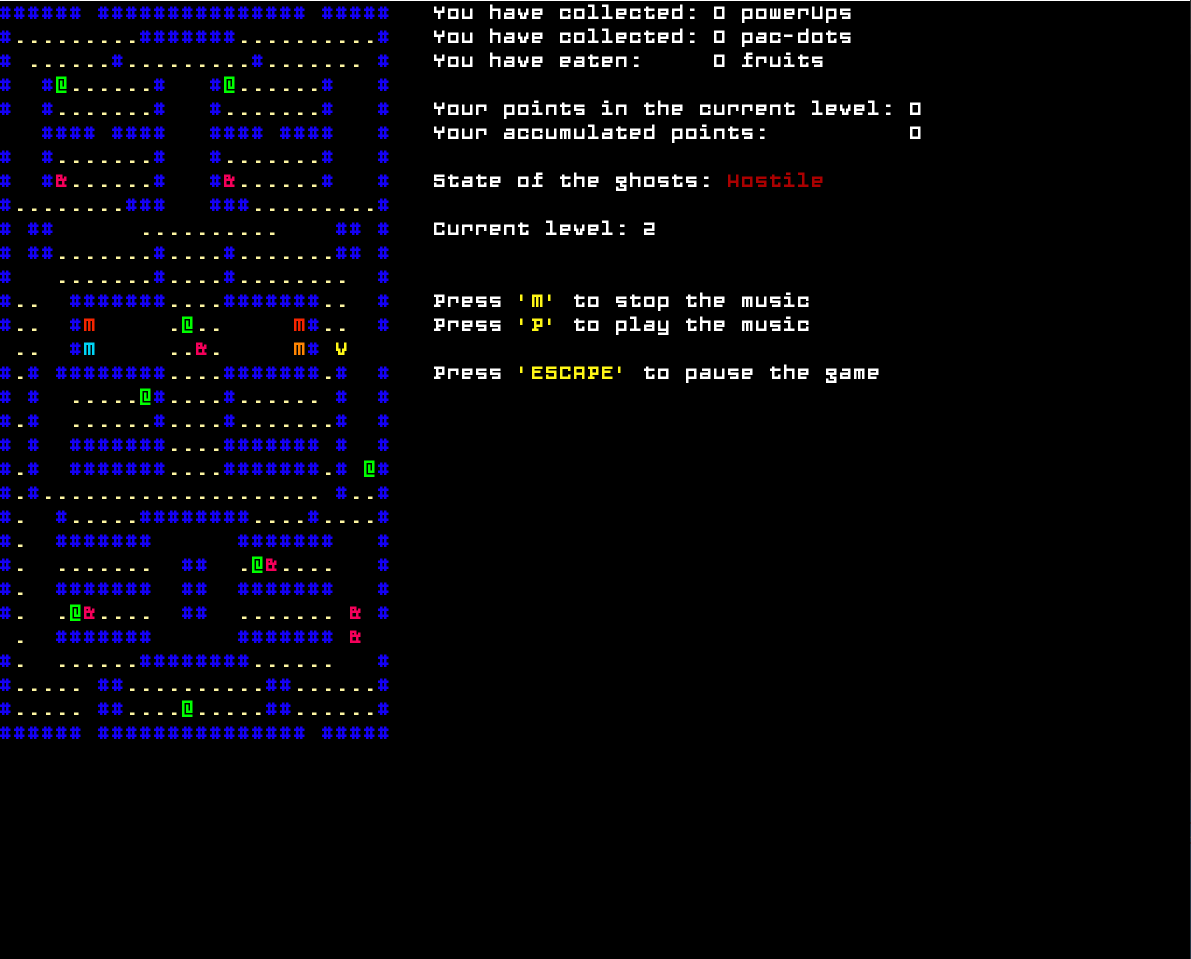 You have collected: 0 powerUps
You have collected: 0 pac-dots
You have eaten: 0 fruits
Your points in the current level: 0
Your accumulated points: 0
State of the ghosts: Hostile
Current level: 2
Press 'M' to stop the music
Press 'P' to play the music
Press 'ESCAPE' to pause the game